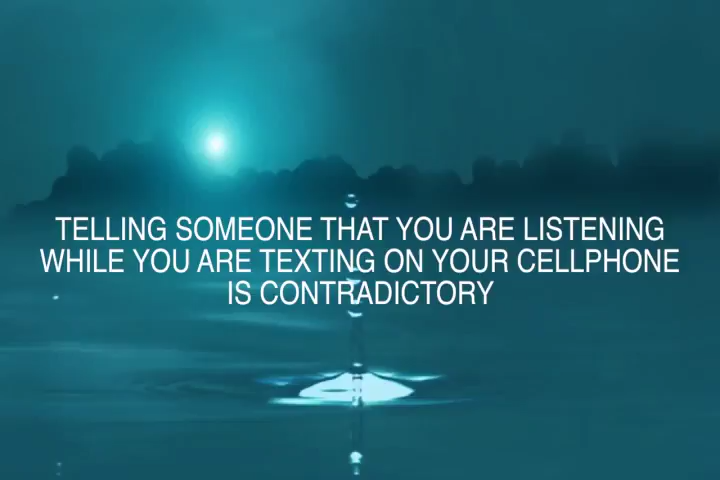 TELLING SOMEONE THAT YOU ARE LISTENING
WHILE YOU ARE TEXTING ON YOUR CELLPHONE
IS CONTRADICTORY